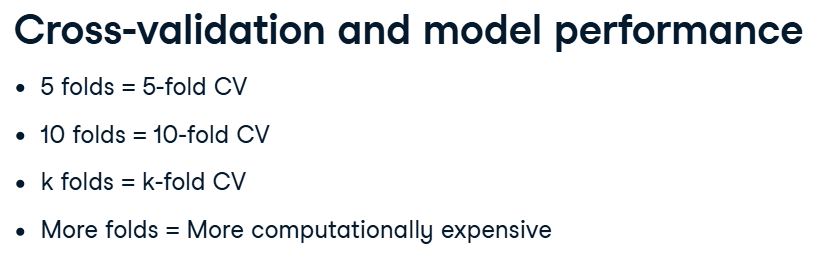 Cross-validation and model performance
• 5 folds = 5-fold CV
• 10 folds = 10-fold CV
• k folds = k-fold CV
• More folds = More computationally expensive